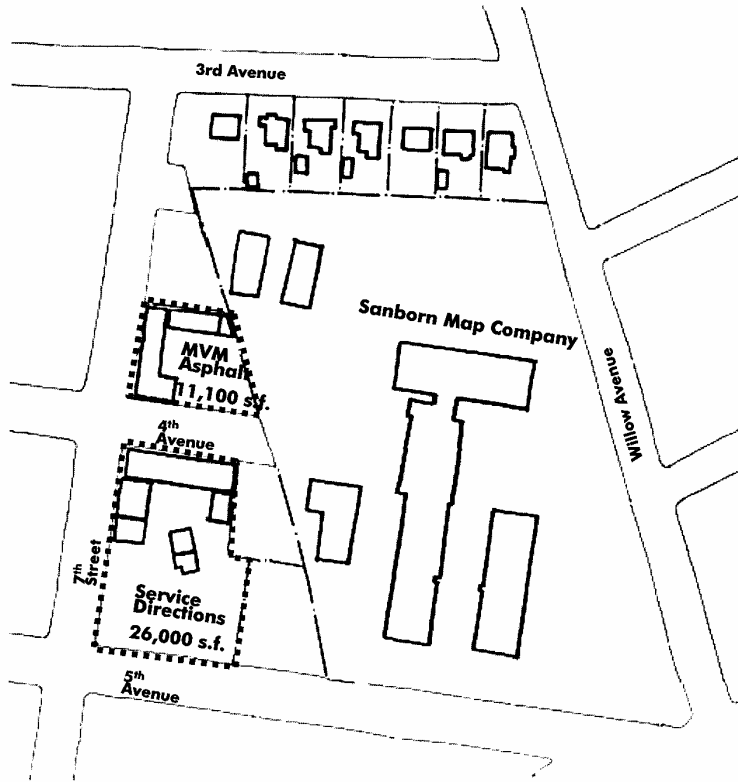 3rd Avenue
Sanborn Map Company
MVM
Asphalt
11,100 s.f.
Willow Avenue
4th
Avenue
7th
Street
Service
Directions
26,000 s.f.
5th
Avenue